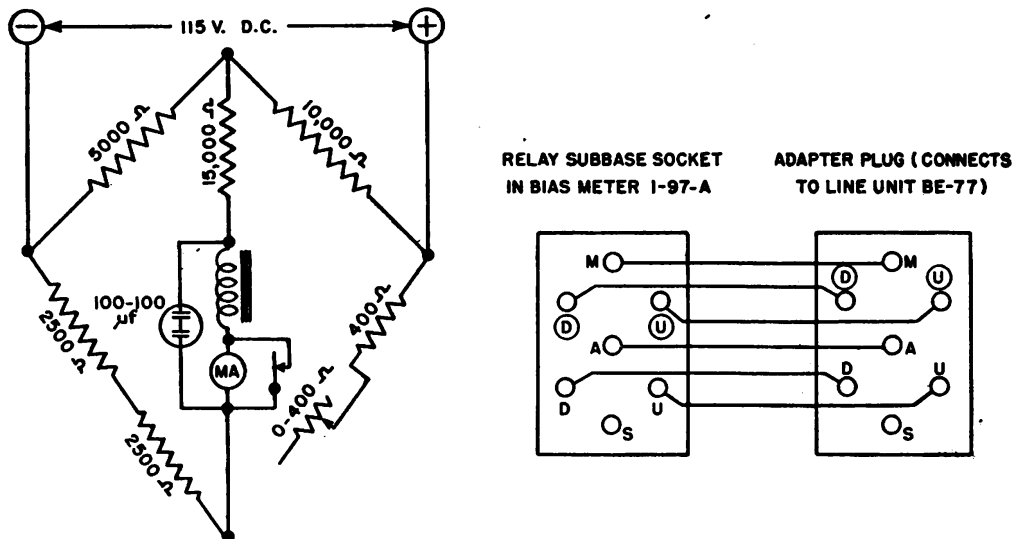 − 115 V. D.C. +
5000 Ω
15,000 Ω
10,000 Ω
100-100
μf
2500 Ω
2500 Ω
MA
400 Ω
0-400 Ω
RELAY SUBBASE SOCKET
IN BIAS METER I-97-A
M
D
U
A
D
U
S
ADAPTER PLUG (CONNECTS
TO LINE UNIT BE-77)
M
D
U
A
D
U
S